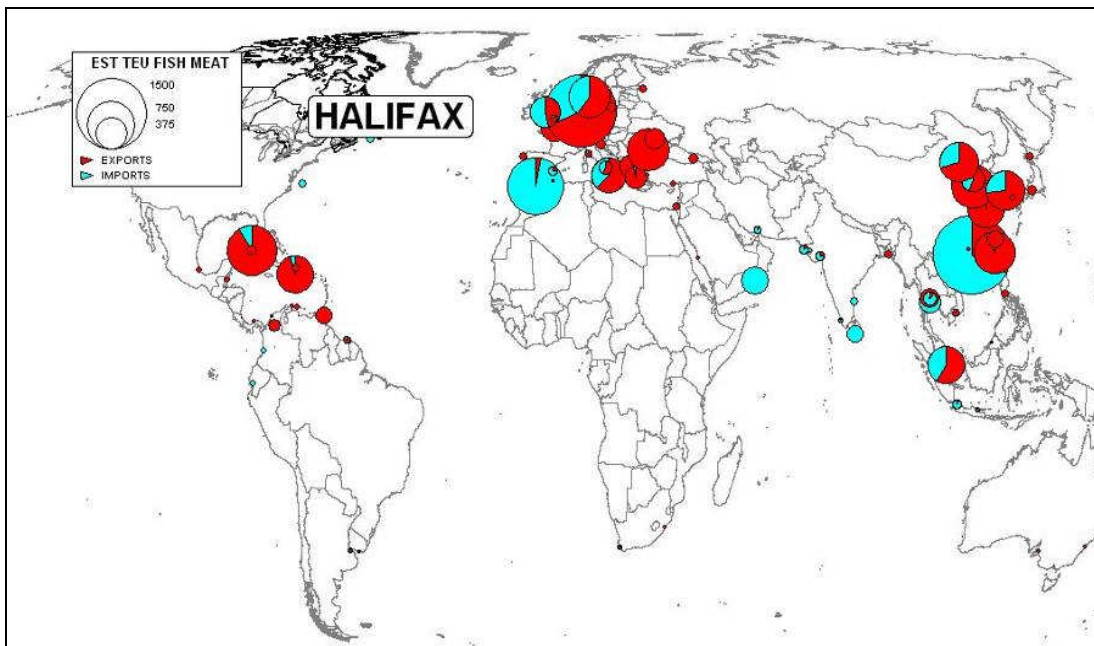 EST TEU FISH MEAT
1500
750
375
EXPORTS
IMPORTS
HALIFAX